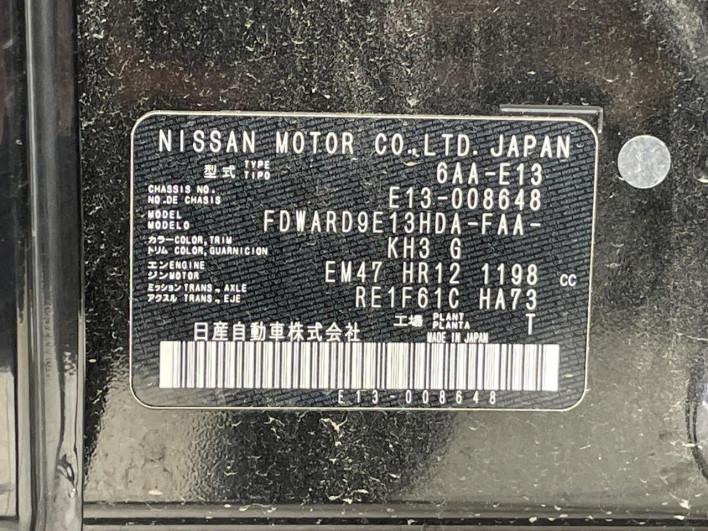 NISSAN MOTOR CO.,LTD. JAPAN
型式 TYPE TIPO 6AA-E13
CHASSIS NO. NO.DE CHASIS E13-008648
MODEL MODELO FDWARD9E13HDA-FAA-
カラー COLOR,TRIM トリム COLOR,GUARNICION KH3 G
エンジン ENGINE MOTOR EM47 HR12 1198 cc
ミッション TRANS.,AXLE アクスル TRANS.,EJE RE1F61C HA73
工場 PLANT PLANTA T
日産自動車株式会社 MADE IN JAPAN
E13-008648